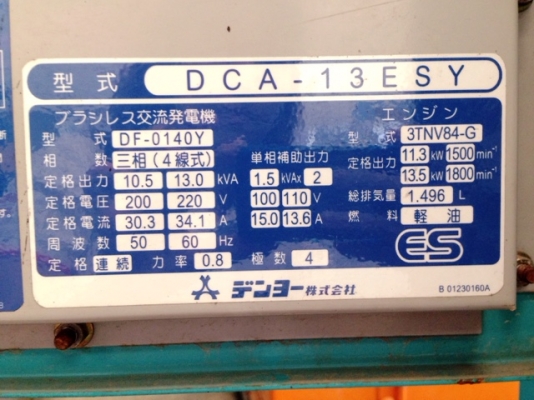 型式 DCA-13ESY
ブラシレス交流発電機 エンジン
型式 DF-0140Y 型式 3TNV84-G
相数 三相(4線式) 単相補助出力 定格出力 11.3 kW 1500 min⁻¹
定格出力 10.5 13.0 kVA 1.5 kVAx 2 13.5 kW 1800 min⁻¹
定格電圧 200 220 V 100 110 V 総排気量 1.496 L
定格電流 30.3 34.1 A 15.0 13.6 A 燃料 軽油
周波数 50 60 Hz ES
定格 連続 力率 0.8 極数 4
デンヨー株式会社 B 01230160A